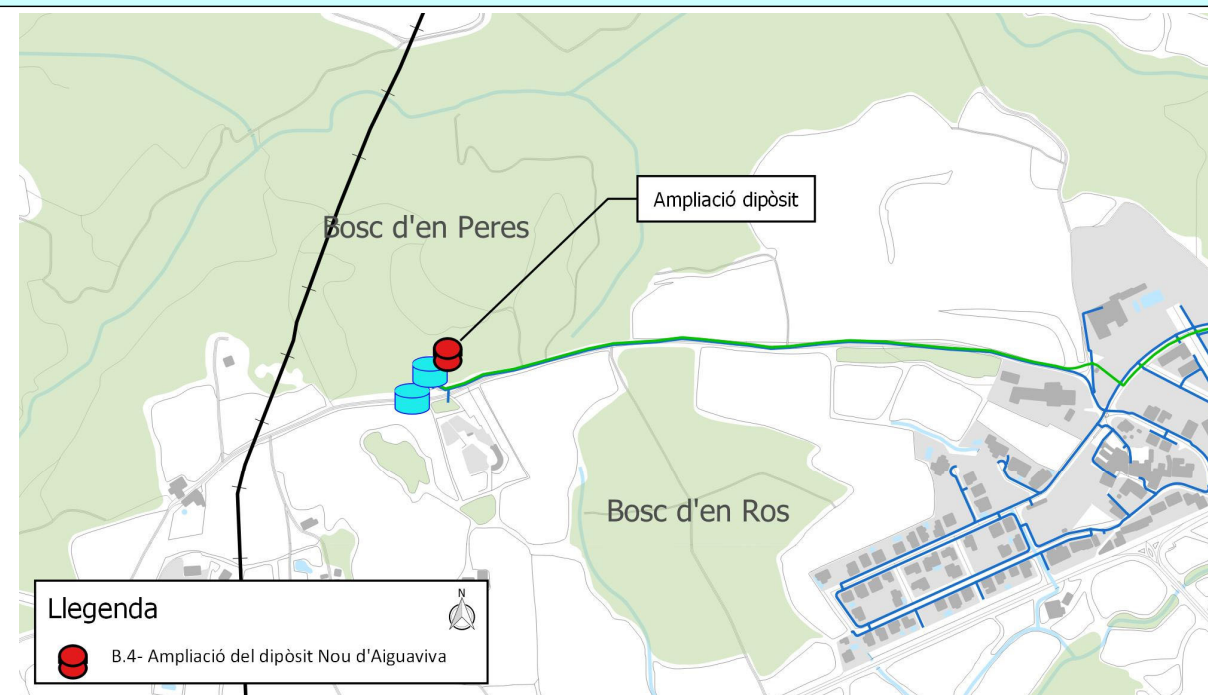 Ampliació dipòsit
Bosc d'en Peres
Bosc d'en Ros
Llegenda
N
B.4- Ampliació del dipòsit Nou d'Aiguaviva